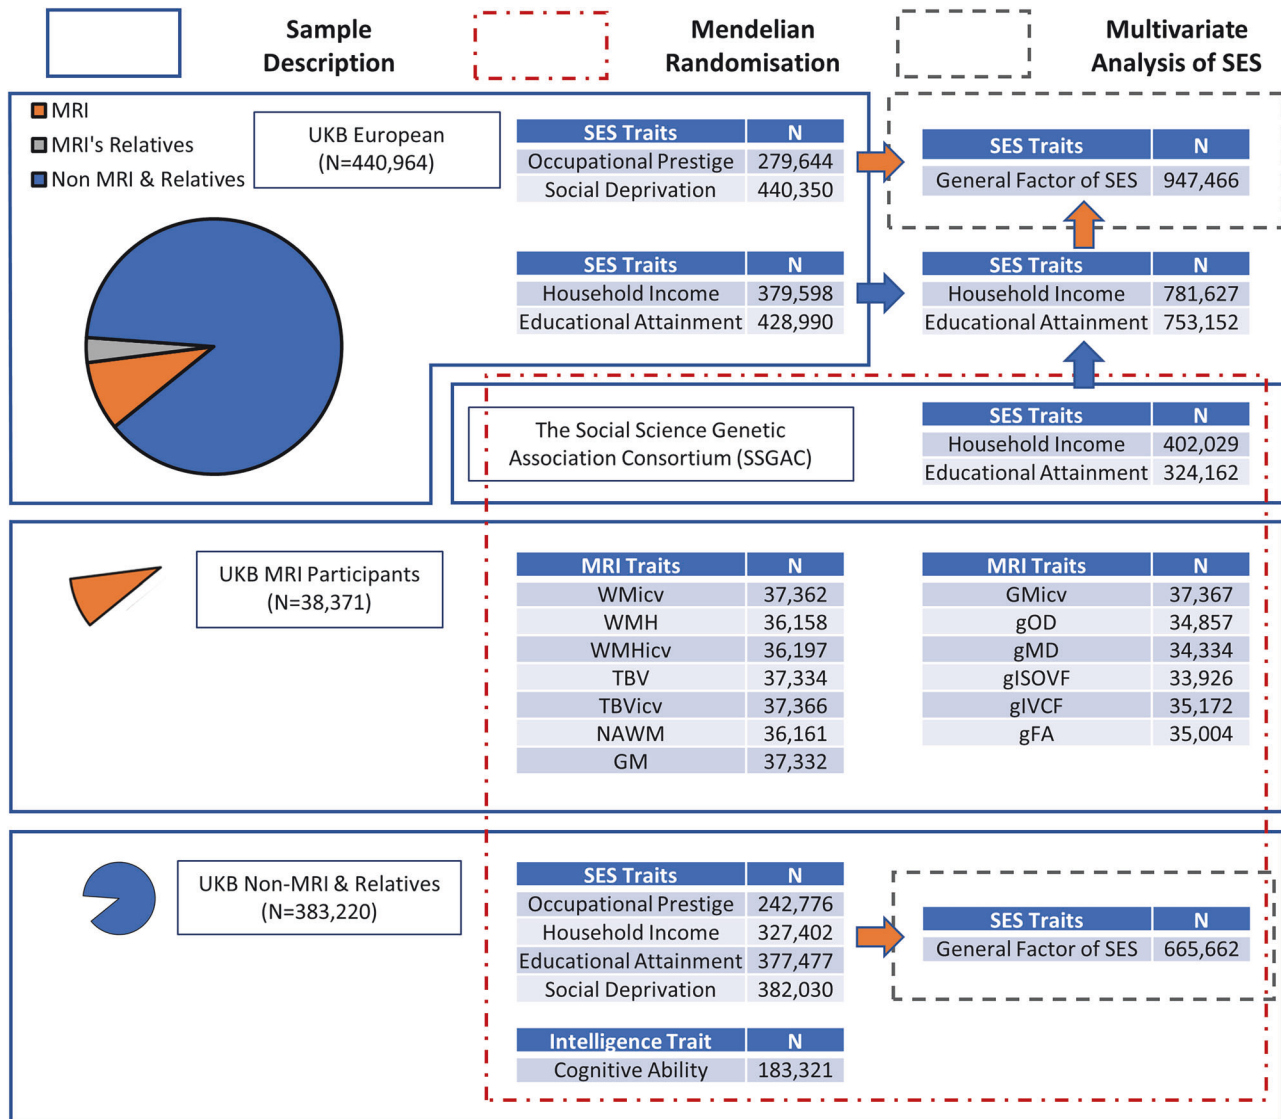 Sample
Description
Mendelian
Randomisation
Multivariate
Analysis of SES
MRI
MRI's Relatives
Non MRI & Relatives
UKB European
(N=440,964)
SES Traits N
Occupational Prestige 279,644
Social Deprivation 440,350
SES Traits N
General Factor of SES 947,466
SES Traits N
Household Income 379,598
Educational Attainment 428,990
SES Traits N
Household Income 781,627
Educational Attainment 753,152
The Social Science Genetic
Association Consortium (SSGAC)
SES Traits N
Household Income 402,029
Educational Attainment 324,162
UKB MRI Participants
(N=38,371)
MRI Traits N
WMicv 37,362
WMH 36,158
WMHicv 36,197
TBV 37,334
TBVicv 37,366
NAWM 36,161
GM 37,332
MRI Traits N
GMicv 37,367
gOD 34,857
gMD 34,334
gISOVF 33,926
gIVCF 35,172
gFA 35,004
UKB Non-MRI & Relatives
(N=383,220)
SES Traits N
Occupational Prestige 242,776
Household Income 327,402
Educational Attainment 377,477
Social Deprivation 382,030
SES Traits N
General Factor of SES 665,662
Intelligence Trait N
Cognitive Ability 183,321